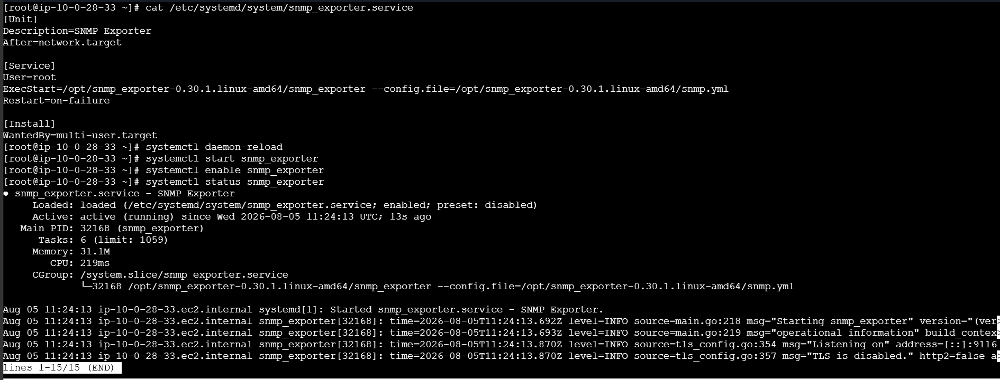 [root@ip-10-0-28-33 ~]# cat /etc/systemd/system/snmp_exporter.service
[Unit]
Description=SNMP Exporter
After=network.target

[Service]
User=root
ExecStart=/opt/snmp_exporter-0.30.1.linux-amd64/snmp_exporter --config.file=/opt/snmp_exporter-0.30.1.linux-amd64/snmp.yml
Restart=on-failure

[Install]
WantedBy=multi-user.target
[root@ip-10-0-28-33 ~]# systemctl daemon-reload
[root@ip-10-0-28-33 ~]# systemctl start snmp_exporter
[root@ip-10-0-28-33 ~]# systemctl enable snmp_exporter
[root@ip-10-0-28-33 ~]# systemctl status snmp_exporter
● snmp_exporter.service - SNMP Exporter
     Loaded: loaded (/etc/systemd/system/snmp_exporter.service; enabled; preset: disabled)
     Active: active (running) since Wed 2026-08-05 11:24:13 UTC; 13s ago
   Main PID: 32168 (snmp_exporter)
      Tasks: 6 (limit: 1059)
     Memory: 31.1M
        CPU: 219ms
     CGroup: /system.slice/snmp_exporter.service
             └─32168 /opt/snmp_exporter-0.30.1.linux-amd64/snmp_exporter --config.file=/opt/snmp_exporter-0.30.1.linux-amd64/snmp.yml

Aug 05 11:24:13 ip-10-0-28-33.ec2.internal systemd[1]: Started snmp_exporter.service - SNMP Exporter.
Aug 05 11:24:13 ip-10-0-28-33.ec2.internal snmp_exporter[32168]: time=2026-08-05T11:24:13.692Z level=INFO source=main.go:218 msg="Starting snmp_exporter" version="(ver>
Aug 05 11:24:13 ip-10-0-28-33.ec2.internal snmp_exporter[32168]: time=2026-08-05T11:24:13.693Z level=INFO source=main.go:219 msg="operational information" build_contex>
Aug 05 11:24:13 ip-10-0-28-33.ec2.internal snmp_exporter[32168]: time=2026-08-05T11:24:13.870Z level=INFO source=tls_config.go:354 msg="Listening on" address=[::]:9116
Aug 05 11:24:13 ip-10-0-28-33.ec2.internal snmp_exporter[32168]: time=2026-08-05T11:24:13.870Z level=INFO source=tls_config.go:357 msg="TLS is disabled." http2=false a>
lines 1-15/15 (END)